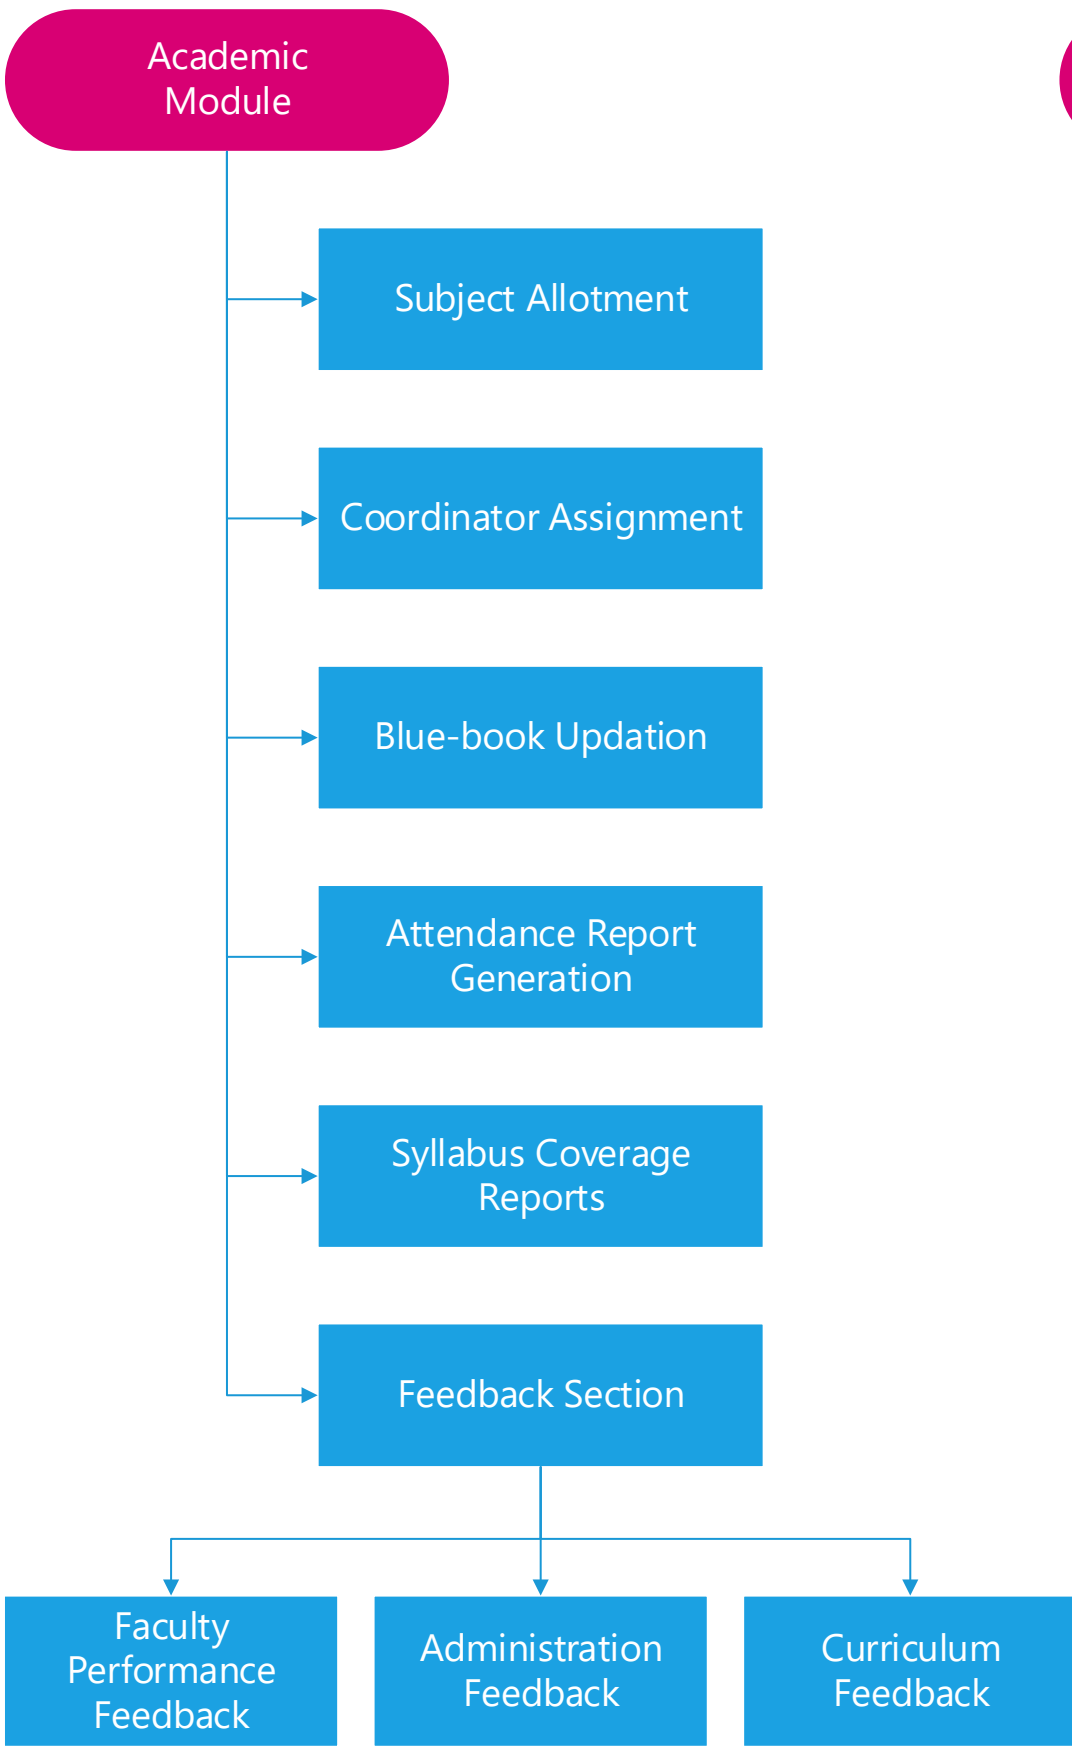 Academic
Module
Subject Allotment
Coordinator Assignment
Blue-book Updation
Attendance Report
Generation
Syllabus Coverage
Reports
Feedback Section
Faculty
Performance
Feedback
Administration
Feedback
Curriculum
Feedback